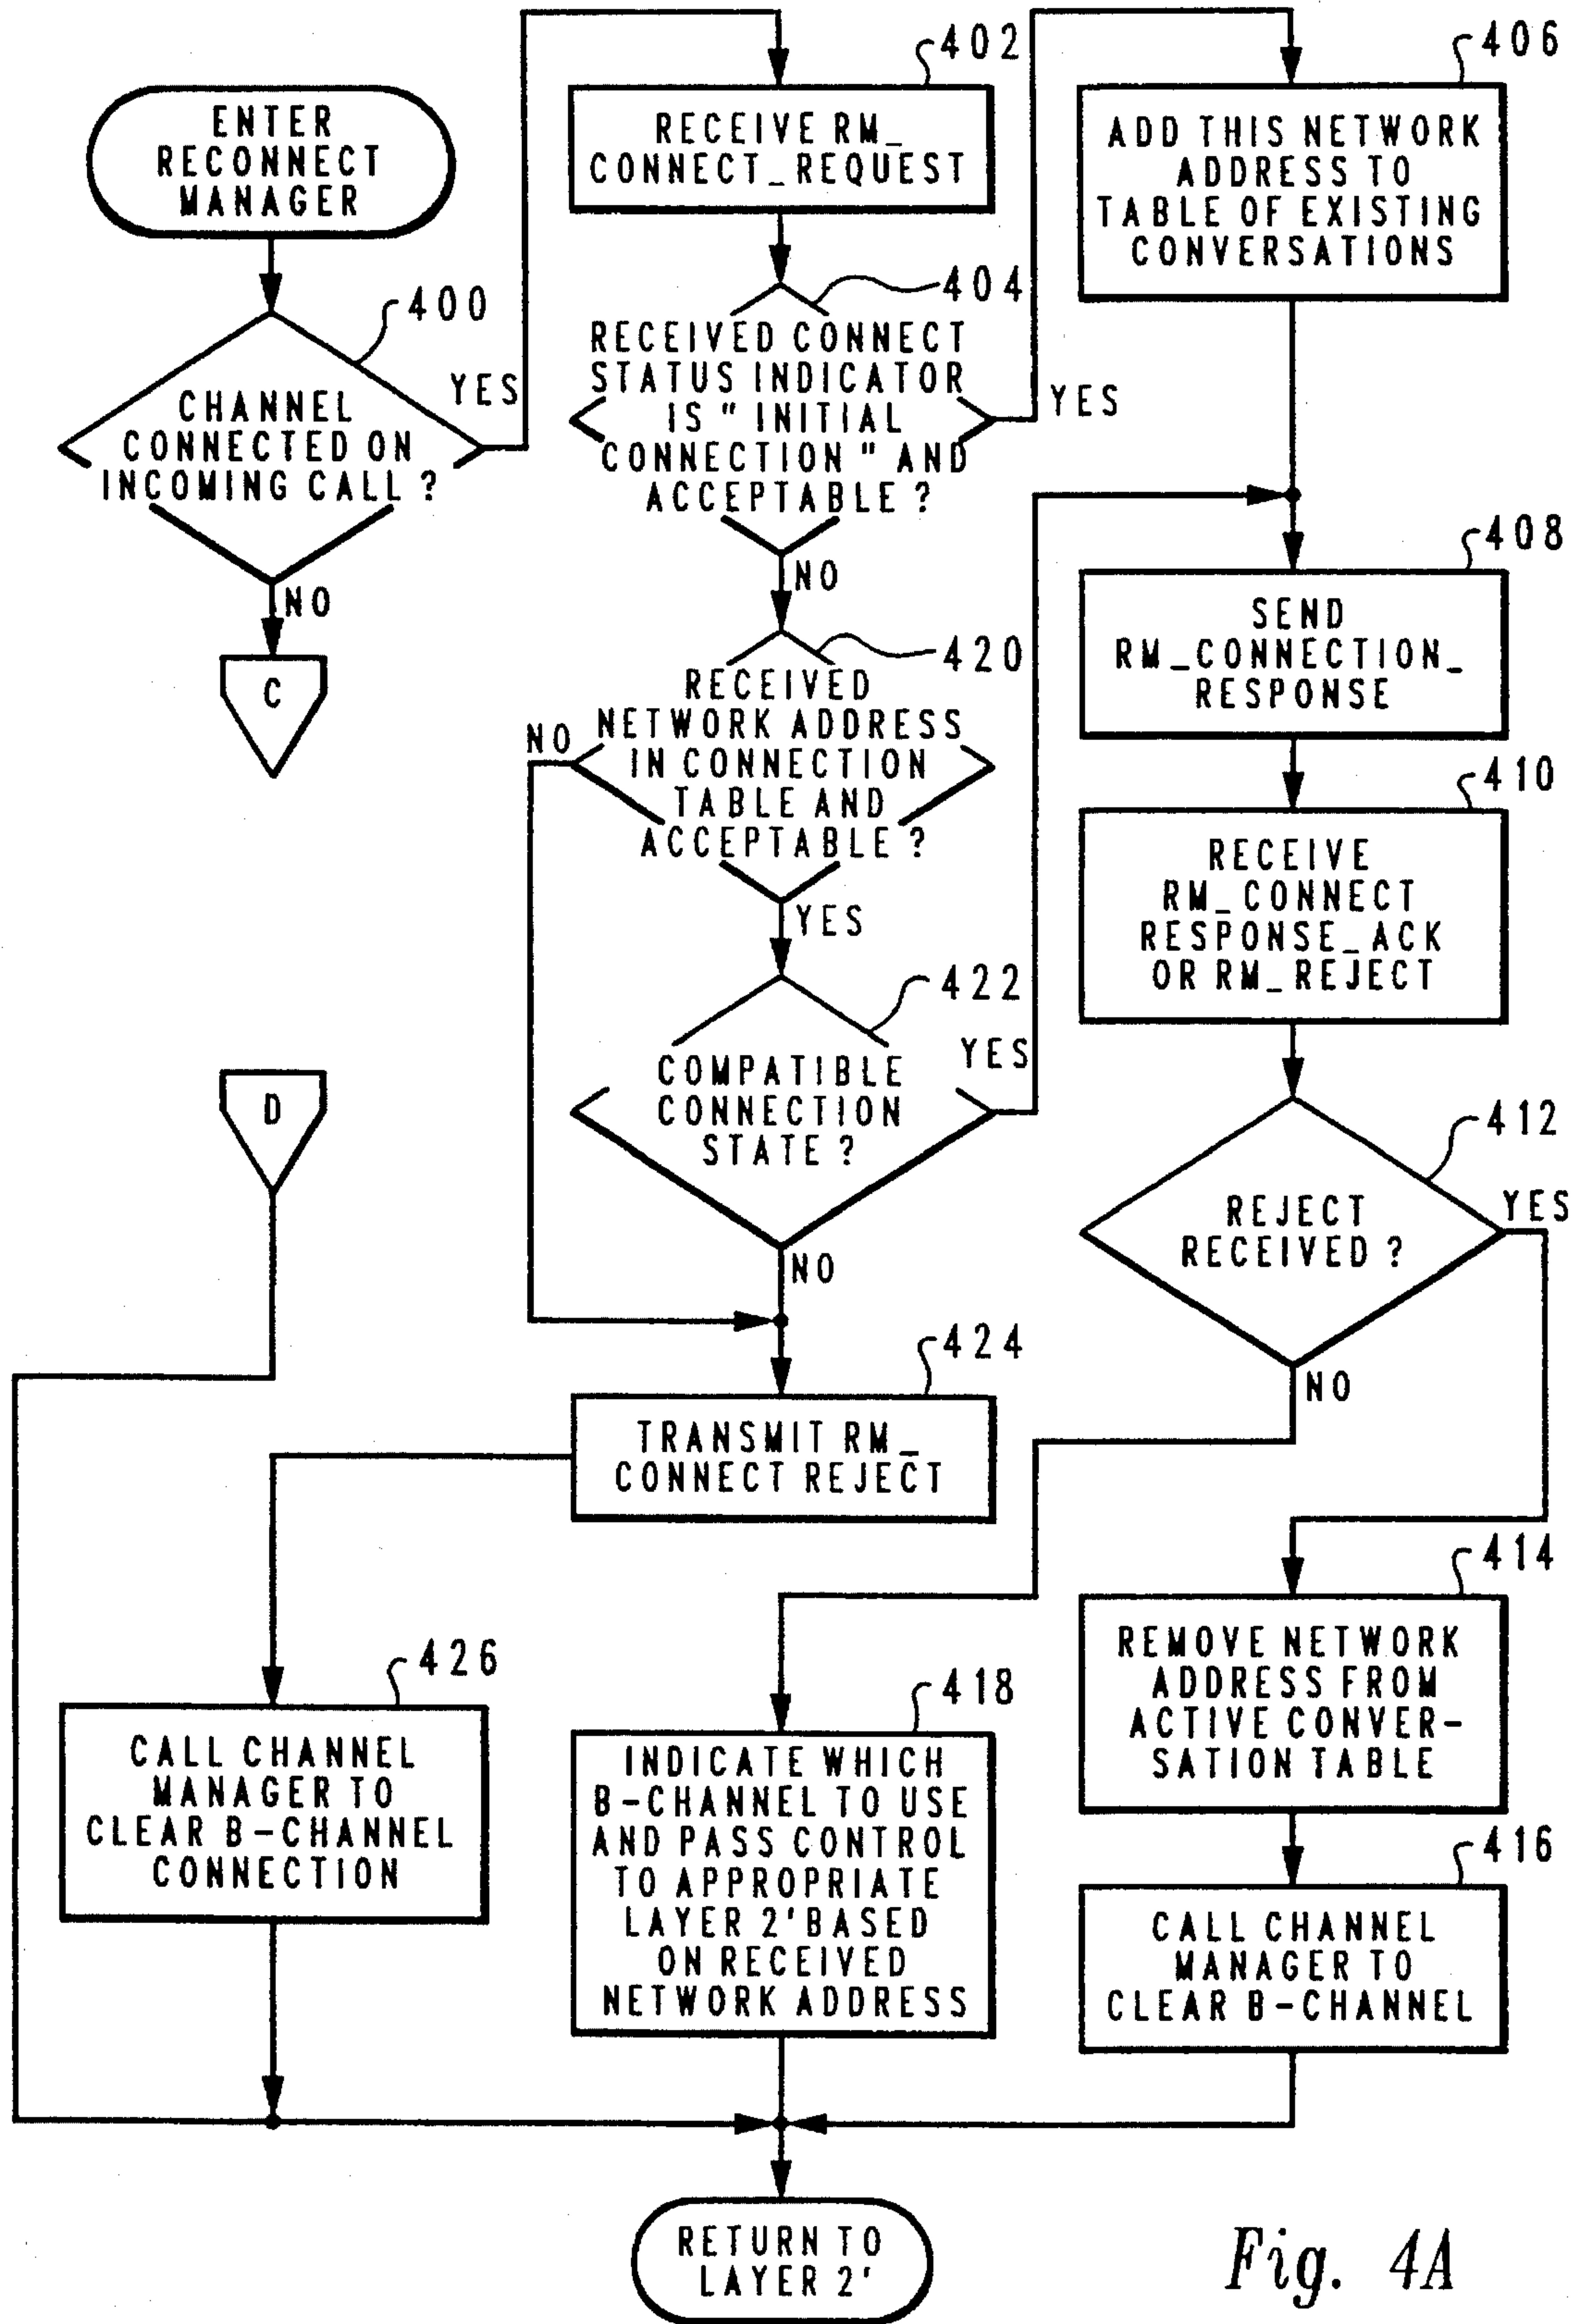 ENTER
RECONNECT
MANAGER
400
CHANNEL
CONNECTED ON
INCOMING CALL ?
YES
NO
C
402
RECEIVE RM_
CONNECT_REQUEST
404
RECEIVED CONNECT
STATUS INDICATOR
IS " INITIAL
CONNECTION " AND
ACCEPTABLE ?
YES
NO
406
ADD THIS NETWORK
ADDRESS TO
TABLE OF EXISTING
CONVERSATIONS
408
SEND
RM_CONNECTION_
RESPONSE
410
RECEIVE
RM_CONNECT
RESPONSE_ACK
OR RM_REJECT
412
REJECT
RECEIVED ?
YES
NO
420
RECEIVED
NETWORK ADDRESS
IN CONNECTION
TABLE AND
ACCEPTABLE ?
NO
YES
422
COMPATIBLE
CONNECTION
STATE ?
YES
NO
D
424
TRANSMIT RM_
CONNECT REJECT
414
REMOVE NETWORK
ADDRESS FROM
ACTIVE CONVER-
SATION TABLE
416
CALL CHANNEL
MANAGER TO
CLEAR B-CHANNEL
426
CALL CHANNEL
MANAGER TO
CLEAR B-CHANNEL
CONNECTION
418
INDICATE WHICH
B-CHANNEL TO USE
AND PASS CONTROL
TO APPROPRIATE
LAYER 2' BASED
ON RECEIVED
NETWORK ADDRESS
RETURN TO
LAYER 2'
Fig. 4A